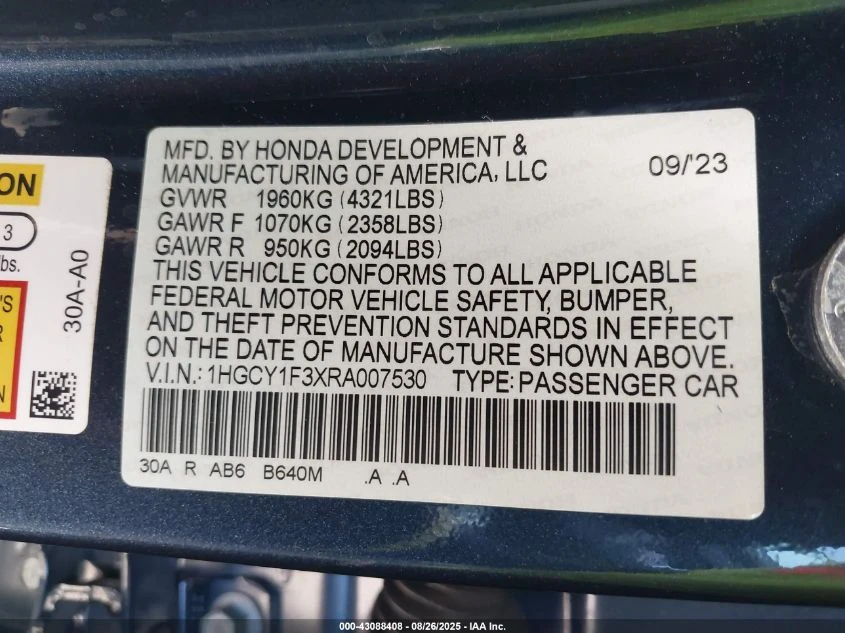 MFD. BY HONDA DEVELOPMENT &
MANUFACTURING OF AMERICA, LLC 09/'23
GVWR 1960KG (4321LBS)
GAWR F 1070KG (2358LBS)
GAWR R 950KG (2094LBS)
THIS VEHICLE CONFORMS TO ALL APPLICABLE
FEDERAL MOTOR VEHICLE SAFETY, BUMPER,
AND THEFT PREVENTION STANDARDS IN EFFECT
ON THE DATE OF MANUFACTURE SHOWN ABOVE.
V.I.N.: 1HGCY1F3XRA007530 TYPE: PASSENGER CAR
30A R AB6 B640M .A .A
ON
3
lbs.
'S
R
N
30A-A0
000-43088408 - 08/26/2025 - IAA Inc.